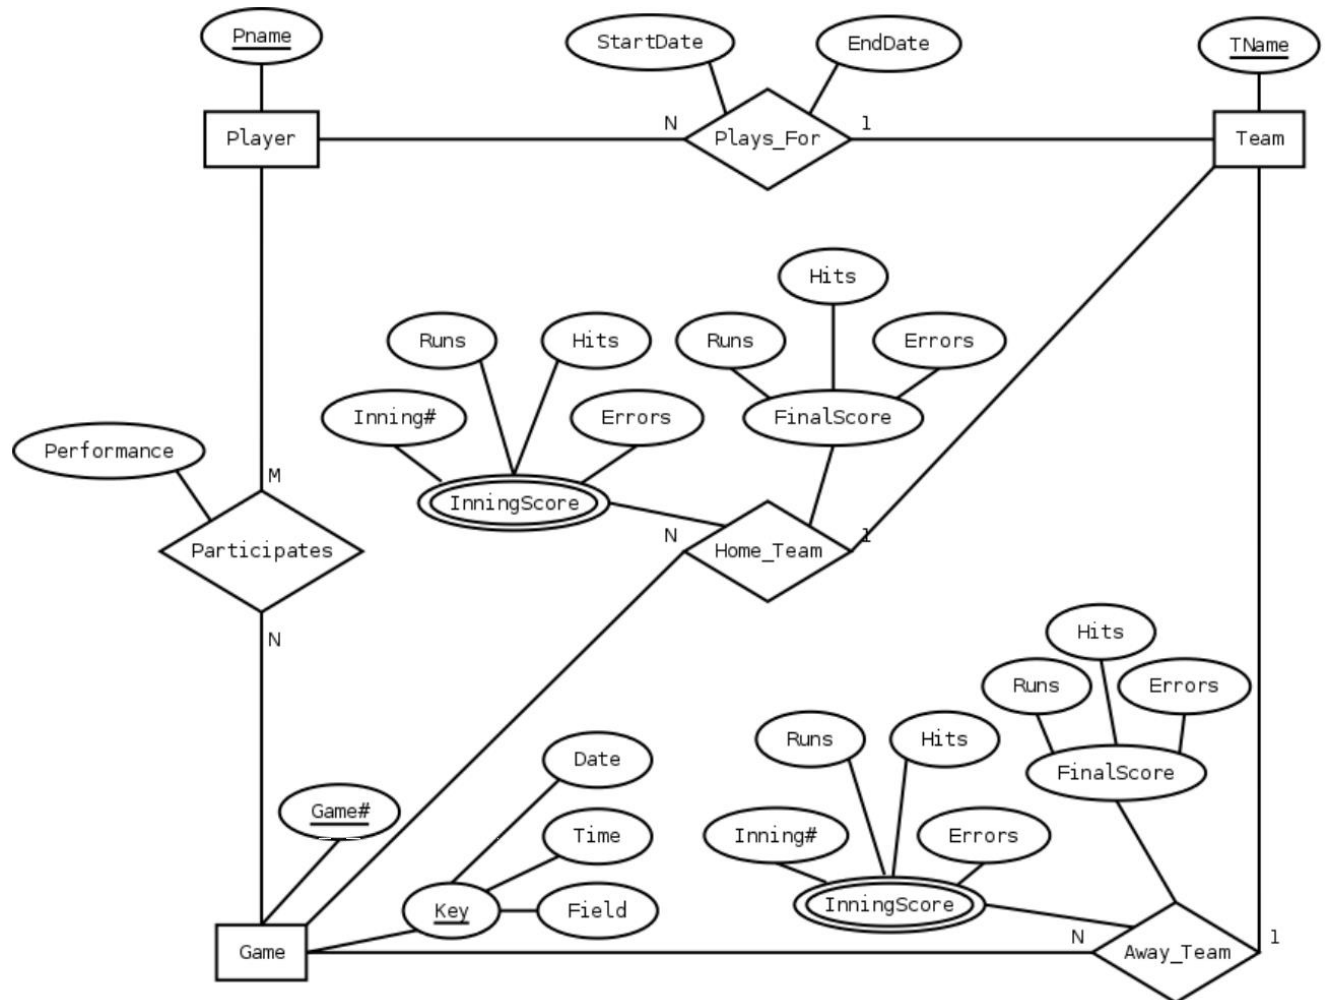 Pname
StartDate
EndDate
TName
Player
N
Plays_For
1
Team
Hits
Runs
Hits
Runs
Errors
Inning#
Errors
FinalScore
Performance
M
InningScore
N
Home_Team
1
Participates
N
Hits
Runs
Errors
Runs
Hits
Date
FinalScore
Game#
Time
Inning#
Errors
Key
Field
InningScore
N
1
Game
Away_Team